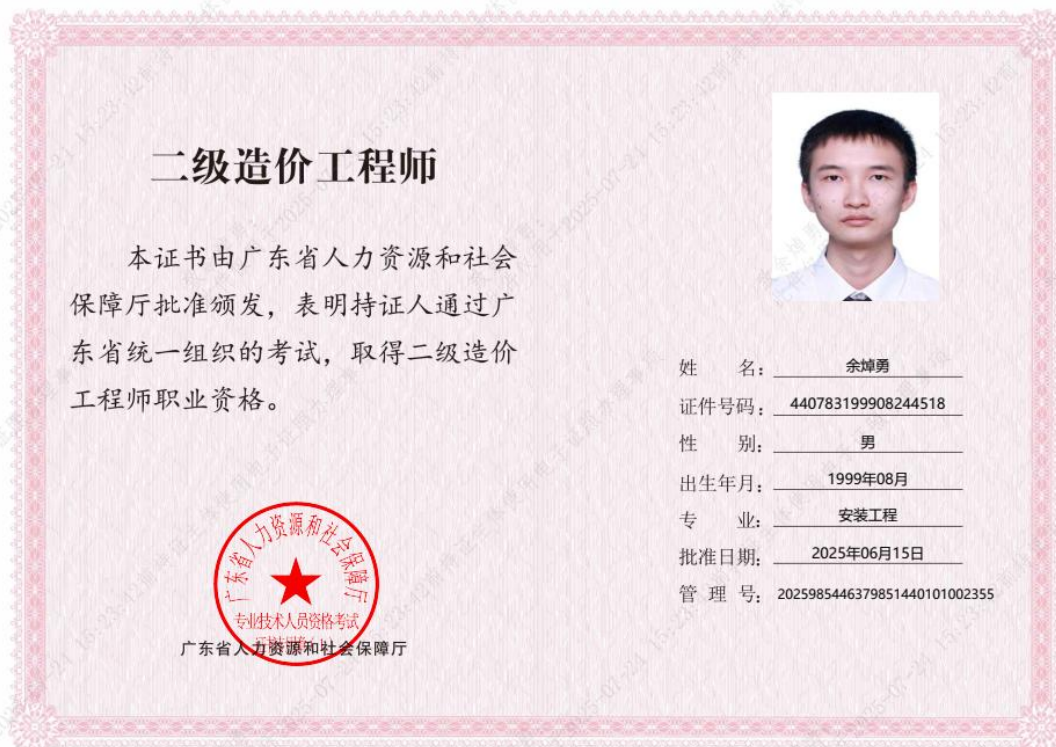 二级造价工程师
本证书由广东省人力资源和社会
保障厅批准颁发，表明持证人通过广
东省统一组织的考试，取得二级造价
工程师职业资格。
广东省人力资源和社会保障厅
专业技术人员资格考试
广东省人力资源和社会保障厅
姓 名：余焯勇
证件号码：440783199908244518
性 别：男
出生年月：1999年08月
专 业：安装工程
批准日期：2025年06月15日
管 理 号：2025985446379851440101002355